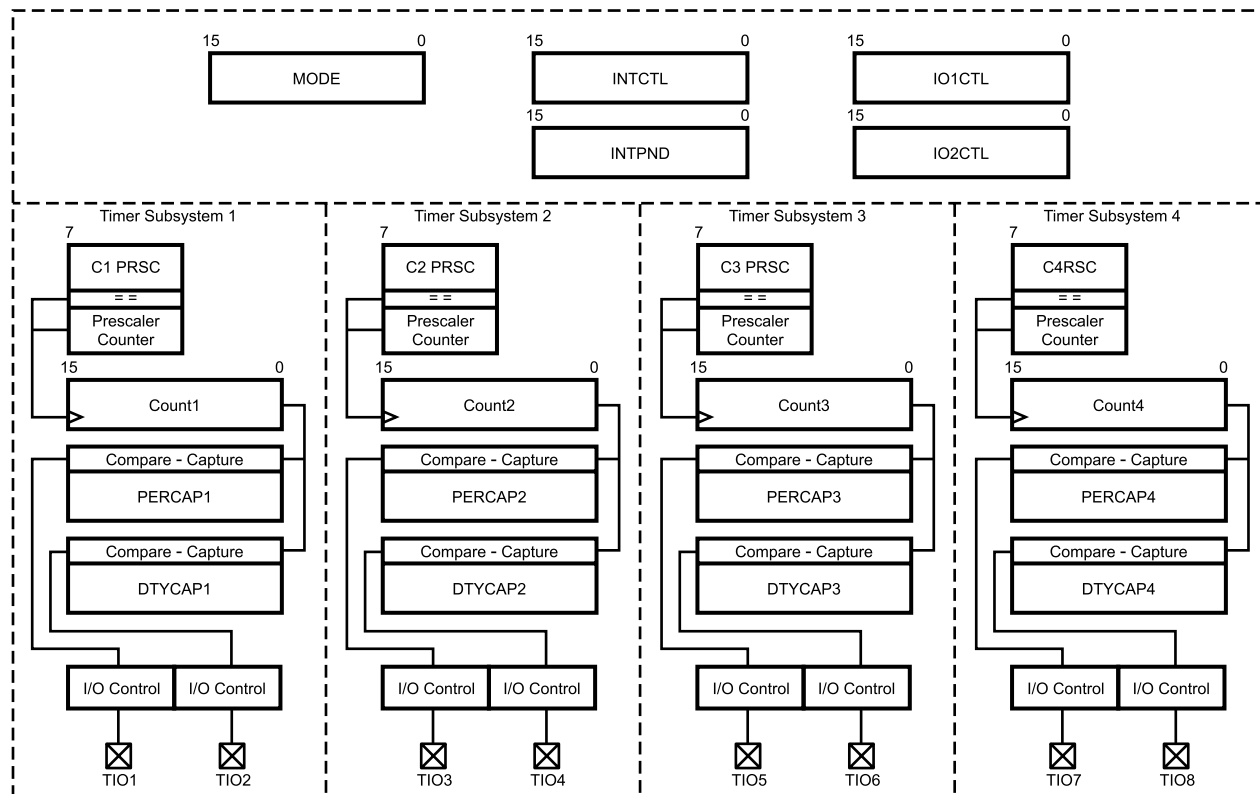 15 0 15 0 15 0
MODE INTCTL IO1CTL
15 0 15 0
INTPND IO2CTL
Timer Subsystem 1 Timer Subsystem 2 Timer Subsystem 3 Timer Subsystem 4
7 7 7 7
C1 PRSC C2 PRSC C3 PRSC C4RSC
= = = = = = = =
Prescaler Prescaler Prescaler Prescaler
Counter Counter Counter Counter
15 0 15 0 15 0 15 0
Count1 Count2 Count3 Count4
Compare - Capture Compare - Capture Compare - Capture Compare - Capture
PERCAP1 PERCAP2 PERCAP3 PERCAP4
Compare - Capture Compare - Capture Compare - Capture Compare - Capture
DTYCAP1 DTYCAP2 DTYCAP3 DTYCAP4
I/O Control I/O Control I/O Control I/O Control I/O Control I/O Control I/O Control I/O Control
TIO1 TIO2 TIO3 TIO4 TIO5 TIO6 TIO7 TIO8